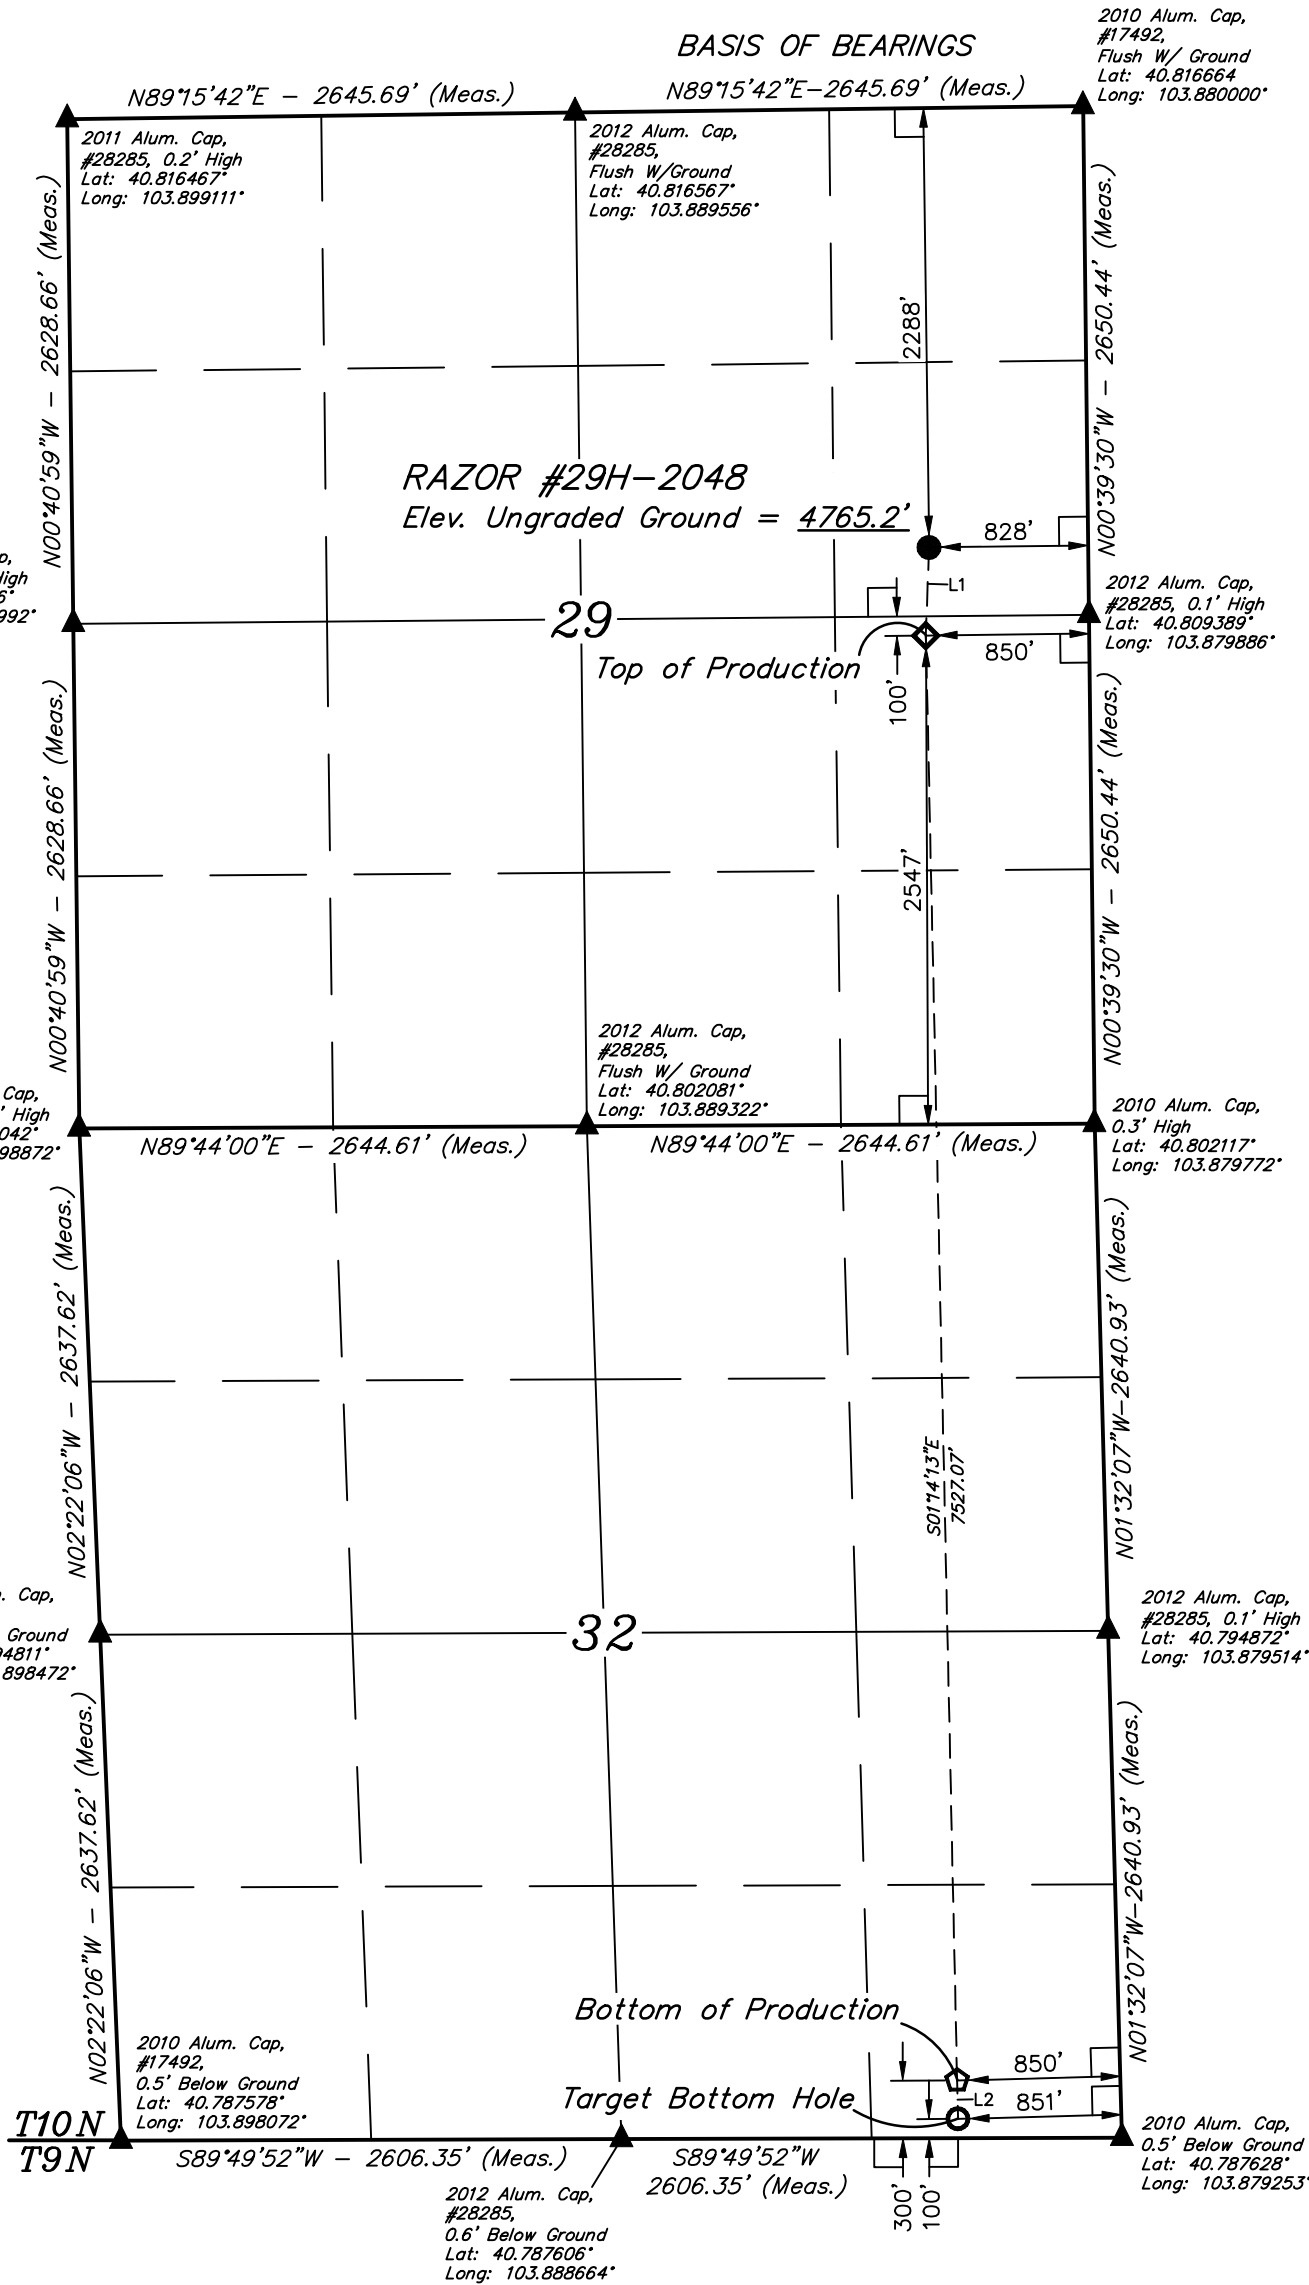 BASIS OF BEARINGS
N89°15'42"E - 2645.69' (Meas.)
N89°15'42"E-2645.69' (Meas.)
2010 Alum. Cap,
#17492,
Flush W/ Ground
Lat: 40.816664
Long: 103.880000°
2011 Alum. Cap,
#28285, 0.2' High
Lat: 40.816467°
Long: 103.899111°
2012 Alum. Cap,
#28285,
Flush W/Ground
Lat: 40.816567°
Long: 103.889556°
N00°40'59"W - 2628.66' (Meas.)
2288'
N00°39'30"W - 2650.44' (Meas.)
RAZOR #29H-2048
Elev. Ungraded Ground = 4765.2'
828'
L1
29
2012 Alum. Cap,
#28285, 0.1' High
Lat: 40.809389°
Long: 103.879886°
850'
Top of Production
100'
N00°40'59"W - 2628.66' (Meas.)
2547'
N00°39'30"W - 2650.44' (Meas.)
2012 Alum. Cap,
#28285,
Flush W/ Ground
Lat: 40.802081°
Long: 103.889322°
Cap,
' High
042°
98872°
2010 Alum. Cap,
0.3' High
Lat: 40.802117°
Long: 103.879772°
N89°44'00"E - 2644.61' (Meas.)
N89°44'00"E - 2644.61' (Meas.)
N02°22'06"W - 2637.62' (Meas.)
N01°32'07"W-2640.93' (Meas.)
S01°14'13"E
7527.07'
32
. Cap,
Ground
94811°
.898472°
2012 Alum. Cap,
#28285, 0.1' High
Lat: 40.794872°
Long: 103.879514°
N02°22'06"W - 2637.62' (Meas.)
N01°32'07"W-2640.93' (Meas.)
Bottom of Production
850'
Target Bottom Hole
L2
851'
2010 Alum. Cap,
#17492,
0.5' Below Ground
Lat: 40.787578°
Long: 103.898072°
T10N
T9N
S89°49'52"W - 2606.35' (Meas.)
S89°49'52"W
2606.35' (Meas.)
300'
100'
2010 Alum. Cap,
0.5' Below Ground
Lat: 40.787628°
Long: 103.879253°
2012 Alum. Cap,
#28285,
0.6' Below Ground
Lat: 40.787606°
Long: 103.888664°